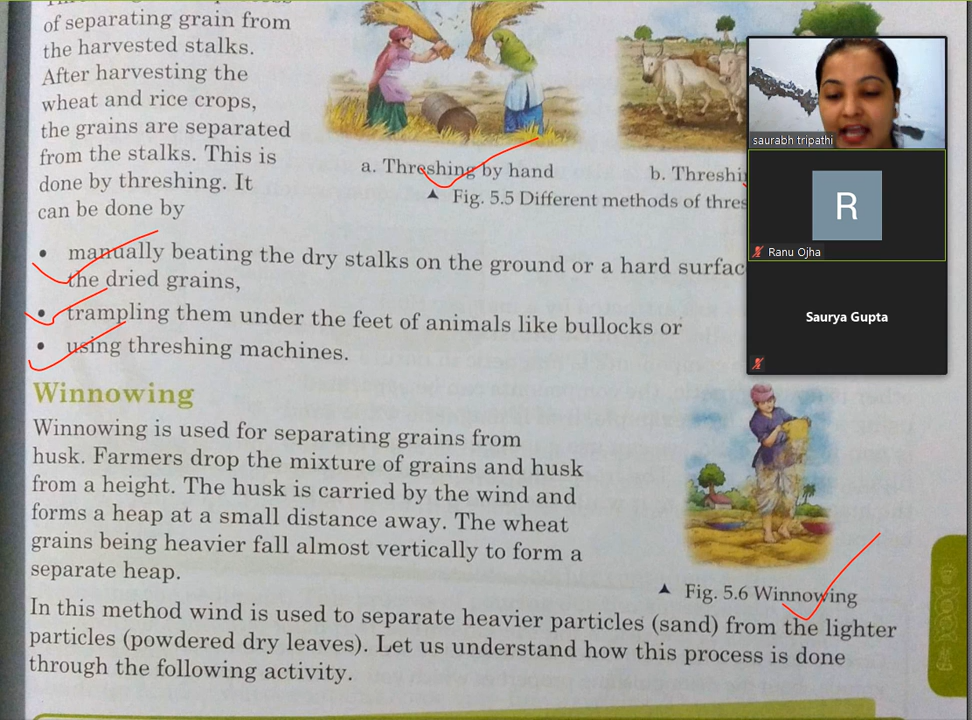 of separating grain from
the harvested stalks.
After harvesting the
wheat and rice crops,
the grains are separated
from the stalks. This is
done by threshing. It
can be done by
a. Threshing by hand
b. Threshi
Fig. 5.5 Different methods of thres
• manually beating the dry stalks on the ground or a hard surfac
the dried grains,
• trampling them under the feet of animals like bullocks or
• using threshing machines.
Winnowing
Winnowing is used for separating grains from
husk. Farmers drop the mixture of grains and husk
from a height. The husk is carried by the wind and
forms a heap at a small distance away. The wheat
grains being heavier fall almost vertically to form a
separate heap.
Fig. 5.6 Winnowing
In this method wind is used to separate heavier particles (sand) from the lighter
particles (powdered dry leaves). Let us understand how this process is done
through the following activity.
saurabh tripathi
R
Ranu Ojha
Saurya Gupta